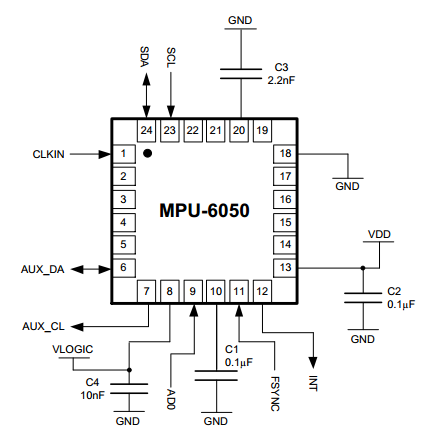 GND
SDA
SCL
C3
2.2nF
24 23 22 21 20 19
CLKIN
1
18
GND
2
17
3
MPU-6050
16
4
15
5
14
VDD
AUX_DA
6
13
C2
0.1µF
GND
7 8 9 10 11 12
AUX_CL
VLOGIC
C1
0.1µF
C4
10nF
AD0
FSYNC
INT
GND
GND